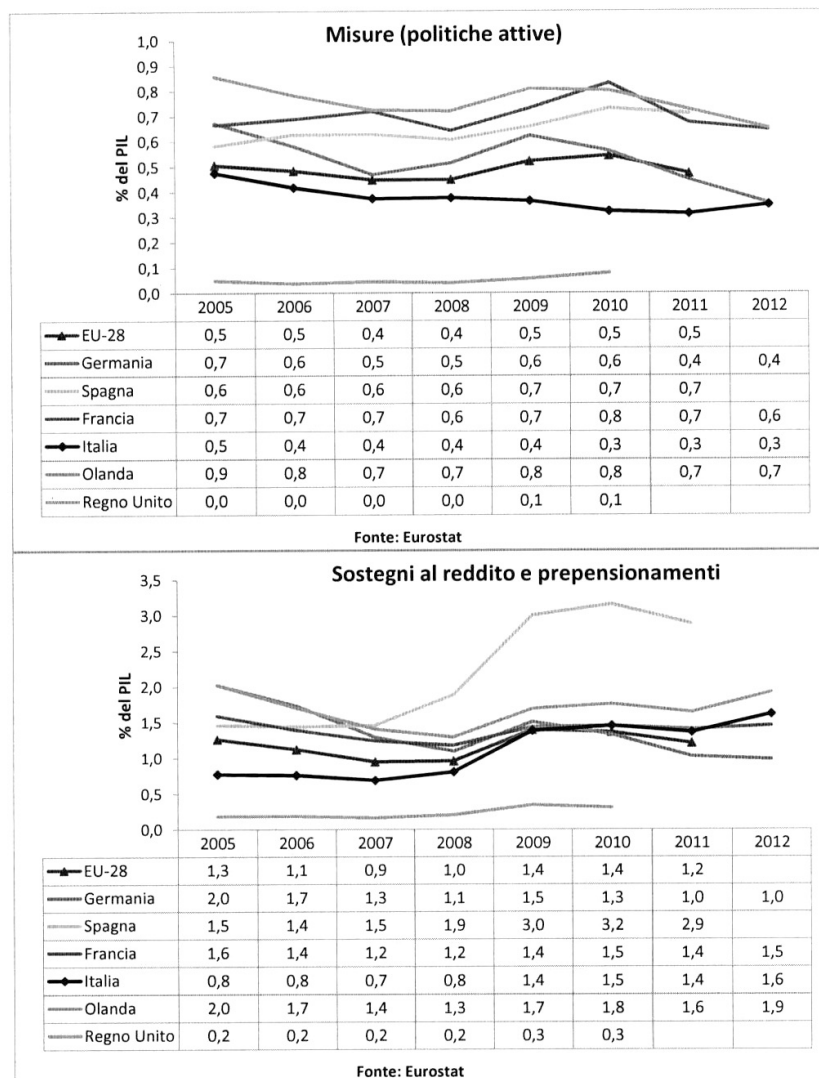 Misure (politiche attive)
1,0
0,9
0,8
0,7
0,6
0,5
0,4
0,3
0,2
0,1
0,0
% del PIL
2005 2006 2007 2008 2009 2010 2011 2012
EU-28 0,5 0,5 0,4 0,4 0,5 0,5 0,5
Germania 0,7 0,6 0,5 0,5 0,6 0,6 0,4 0,4
Spagna 0,6 0,6 0,6 0,6 0,7 0,7 0,7
Francia 0,7 0,7 0,7 0,6 0,7 0,8 0,7 0,6
Italia 0,5 0,4 0,4 0,4 0,4 0,3 0,3 0,3
Olanda 0,9 0,8 0,7 0,7 0,8 0,8 0,7 0,7
Regno Unito 0,0 0,0 0,0 0,0 0,1 0,1
Fonte: Eurostat
Sostegni al reddito e prepensionamenti
3,5
3,0
2,5
2,0
1,5
1,0
0,5
0,0
% del PIL
2005 2006 2007 2008 2009 2010 2011 2012
EU-28 1,3 1,1 0,9 1,0 1,4 1,4 1,2
Germania 2,0 1,7 1,3 1,1 1,5 1,3 1,0 1,0
Spagna 1,5 1,4 1,5 1,9 3,0 3,2 2,9
Francia 1,6 1,4 1,2 1,2 1,4 1,5 1,4 1,5
Italia 0,8 0,8 0,7 0,8 1,4 1,5 1,4 1,6
Olanda 2,0 1,7 1,4 1,3 1,7 1,8 1,6 1,9
Regno Unito 0,2 0,2 0,2 0,2 0,3 0,3
Fonte: Eurostat